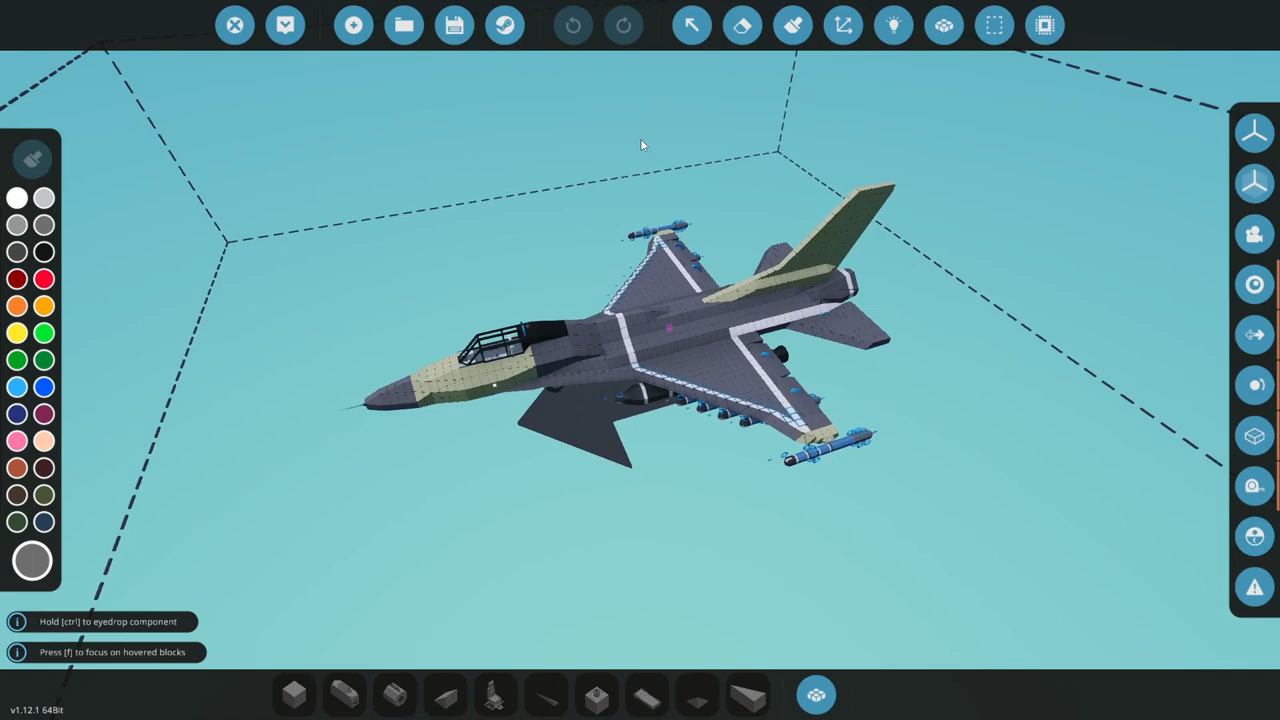 Hold [ctrl] to eyedrop component
Press [f] to focus on hovered blocks
v1.12.1 64Bit